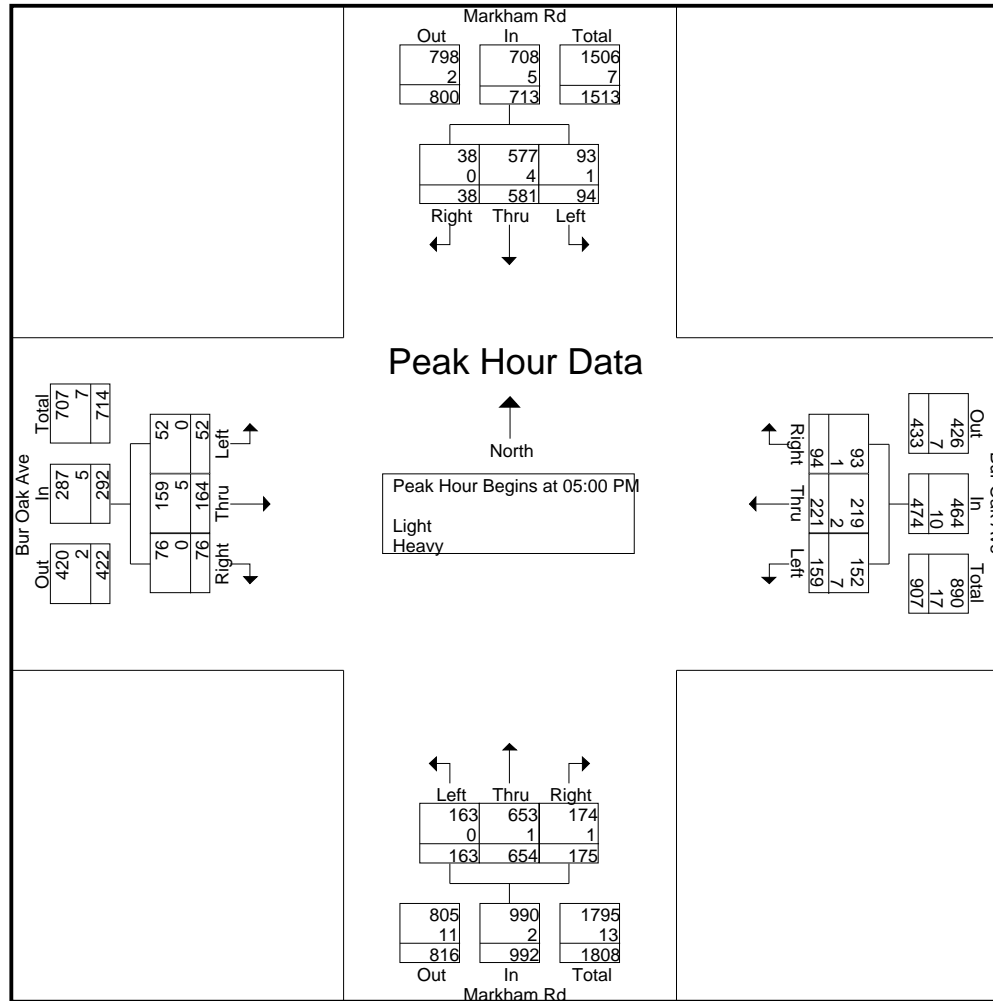 Markham Rd
Out In Total
798 708 1506
2 5 7
800 713 1513
38 577 93
0 4 1
38 581 94
Right Thru Left
Peak Hour Data
North
Peak Hour Begins at 05:00 PM
Light
Heavy
Bur Oak Ave
Total In Out
707 287 420
7 5 2
714 292 422
52 159 76
0 5 0
52 164 76
Left Thru Right
Right Thru Left
93 219 152
1 2 7
94 221 159
Out In Total
426 464 890
7 10 17
433 474 907
Left Thru Right
163 653 174
0 1 1
163 654 175
805 990 1795
11 2 13
816 992 1808
Out In Total
Markham Rd